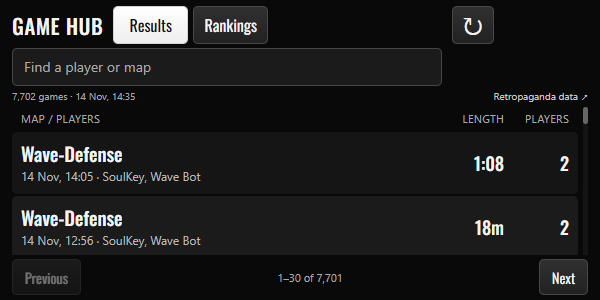 GAME HUB Results Rankings ↻
Find a player or map
7,702 games · 14 Nov, 14:35 Retropaganda data ↗
MAP / PLAYERS LENGTH PLAYERS
Wave-Defense 1:08 2
14 Nov, 14:05 · SoulKey, Wave Bot
Wave-Defense 18m 2
14 Nov, 12:56 · SoulKey, Wave Bot
Previous 1–30 of 7,701 Next